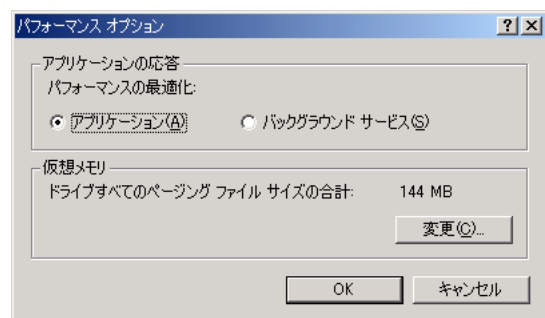 パフォーマンス オプション
アプリケーションの応答
パフォーマンスの最適化:
アプリケーション(A) バックグラウンド サービス(S)
仮想メモリ
ドライブすべてのページング ファイル サイズの合計: 144 MB
変更(C)...
OK キャンセル